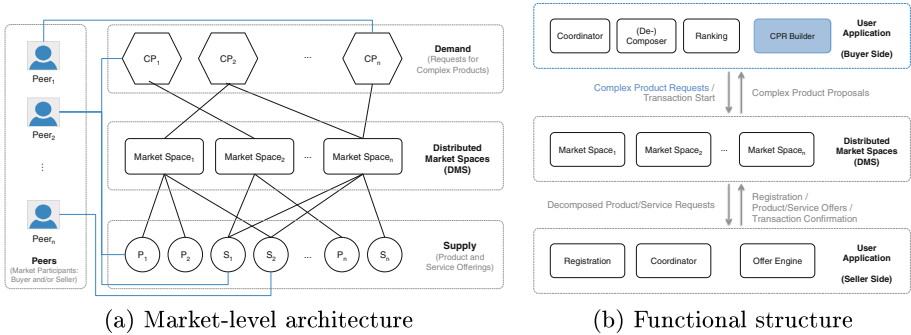 Peer1
Peer2
⋮
Peern
Peers
(Market Participants:
Buyer and/or Seller)
CP1
CP2
...
CPn
Demand
(Requests for
Complex Products)
Market Space1
Market Space2
...
Market Spacen
Distributed
Market Spaces
(DMS)
P1
P2
S1
S2
...
Pn
Sn
Supply
(Product and
Service Offerings)
(a) Market-level architecture
Coordinator
(De-)
Composer
Ranking
CPR Builder
User
Application
(Buyer Side)
Complex Product Requests /
Transaction Start
Complex Product Proposals
Market Space1
Market Space2
...
Market Spacen
Distributed
Market Spaces
(DMS)
Decomposed Product/Service Requests
Registration /
Product/Service Offers /
Transaction Confirmation
Registration
Coordinator
Offer Engine
User
Application
(Seller Side)
(b) Functional structure